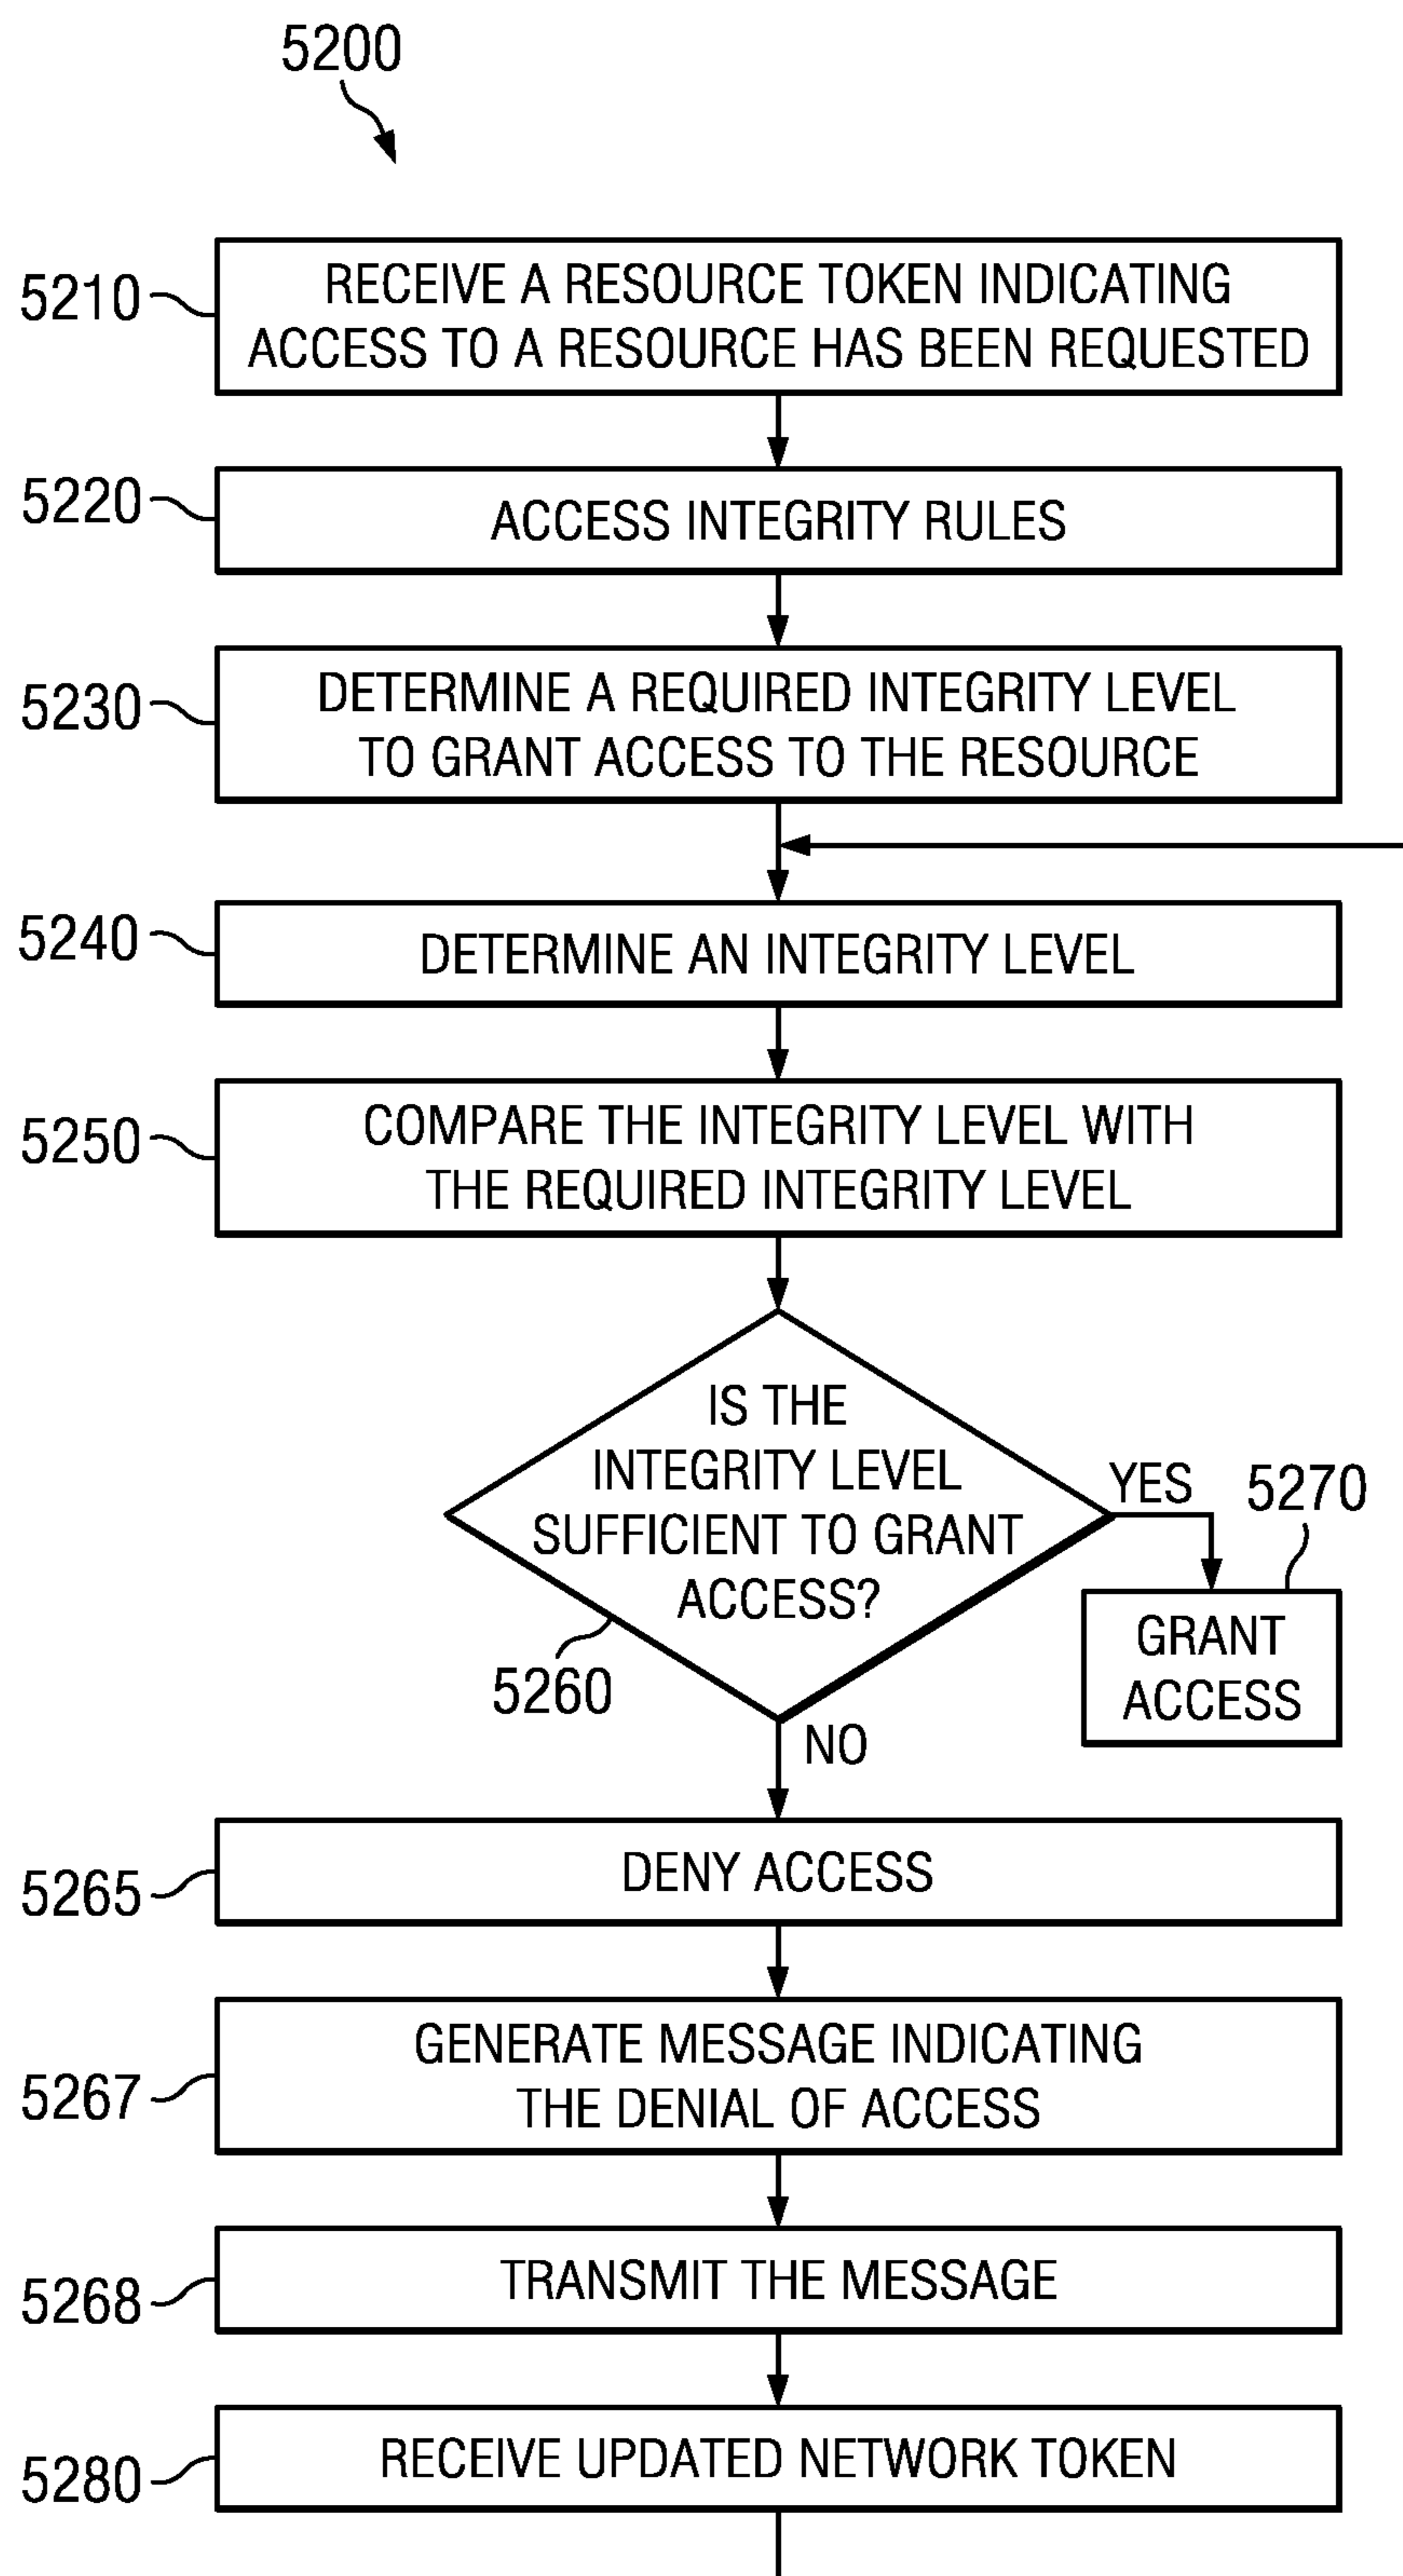 5200
5210
RECEIVE A RESOURCE TOKEN INDICATING
ACCESS TO A RESOURCE HAS BEEN REQUESTED
5220
ACCESS INTEGRITY RULES
5230
DETERMINE A REQUIRED INTEGRITY LEVEL
TO GRANT ACCESS TO THE RESOURCE
5240
DETERMINE AN INTEGRITY LEVEL
5250
COMPARE THE INTEGRITY LEVEL WITH
THE REQUIRED INTEGRITY LEVEL
IS THE
INTEGRITY LEVEL
SUFFICIENT TO GRANT
ACCESS?
5260
YES
5270
GRANT
ACCESS
NO
5265
DENY ACCESS
5267
GENERATE MESSAGE INDICATING
THE DENIAL OF ACCESS
5268
TRANSMIT THE MESSAGE
5280
RECEIVE UPDATED NETWORK TOKEN